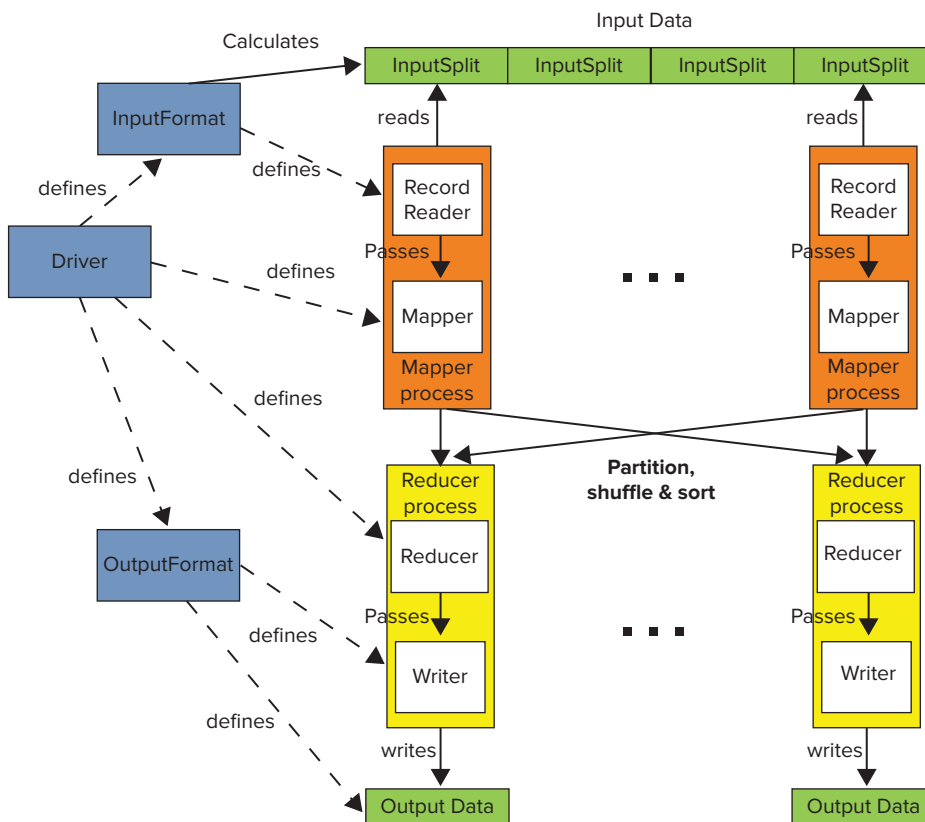 Input Data
Calculates
InputSplit
InputSplit
InputSplit
InputSplit
InputFormat
reads
reads
defines
defines
Record
Reader
Record
Reader
Driver
Passes
Passes
defines
Mapper
Mapper
Mapper
process
Mapper
process
defines
Partition,
shuffle & sort
Reducer
process
Reducer
process
defines
Reducer
Reducer
OutputFormat
Passes
Passes
defines
Writer
Writer
defines
writes
writes
Output Data
Output Data